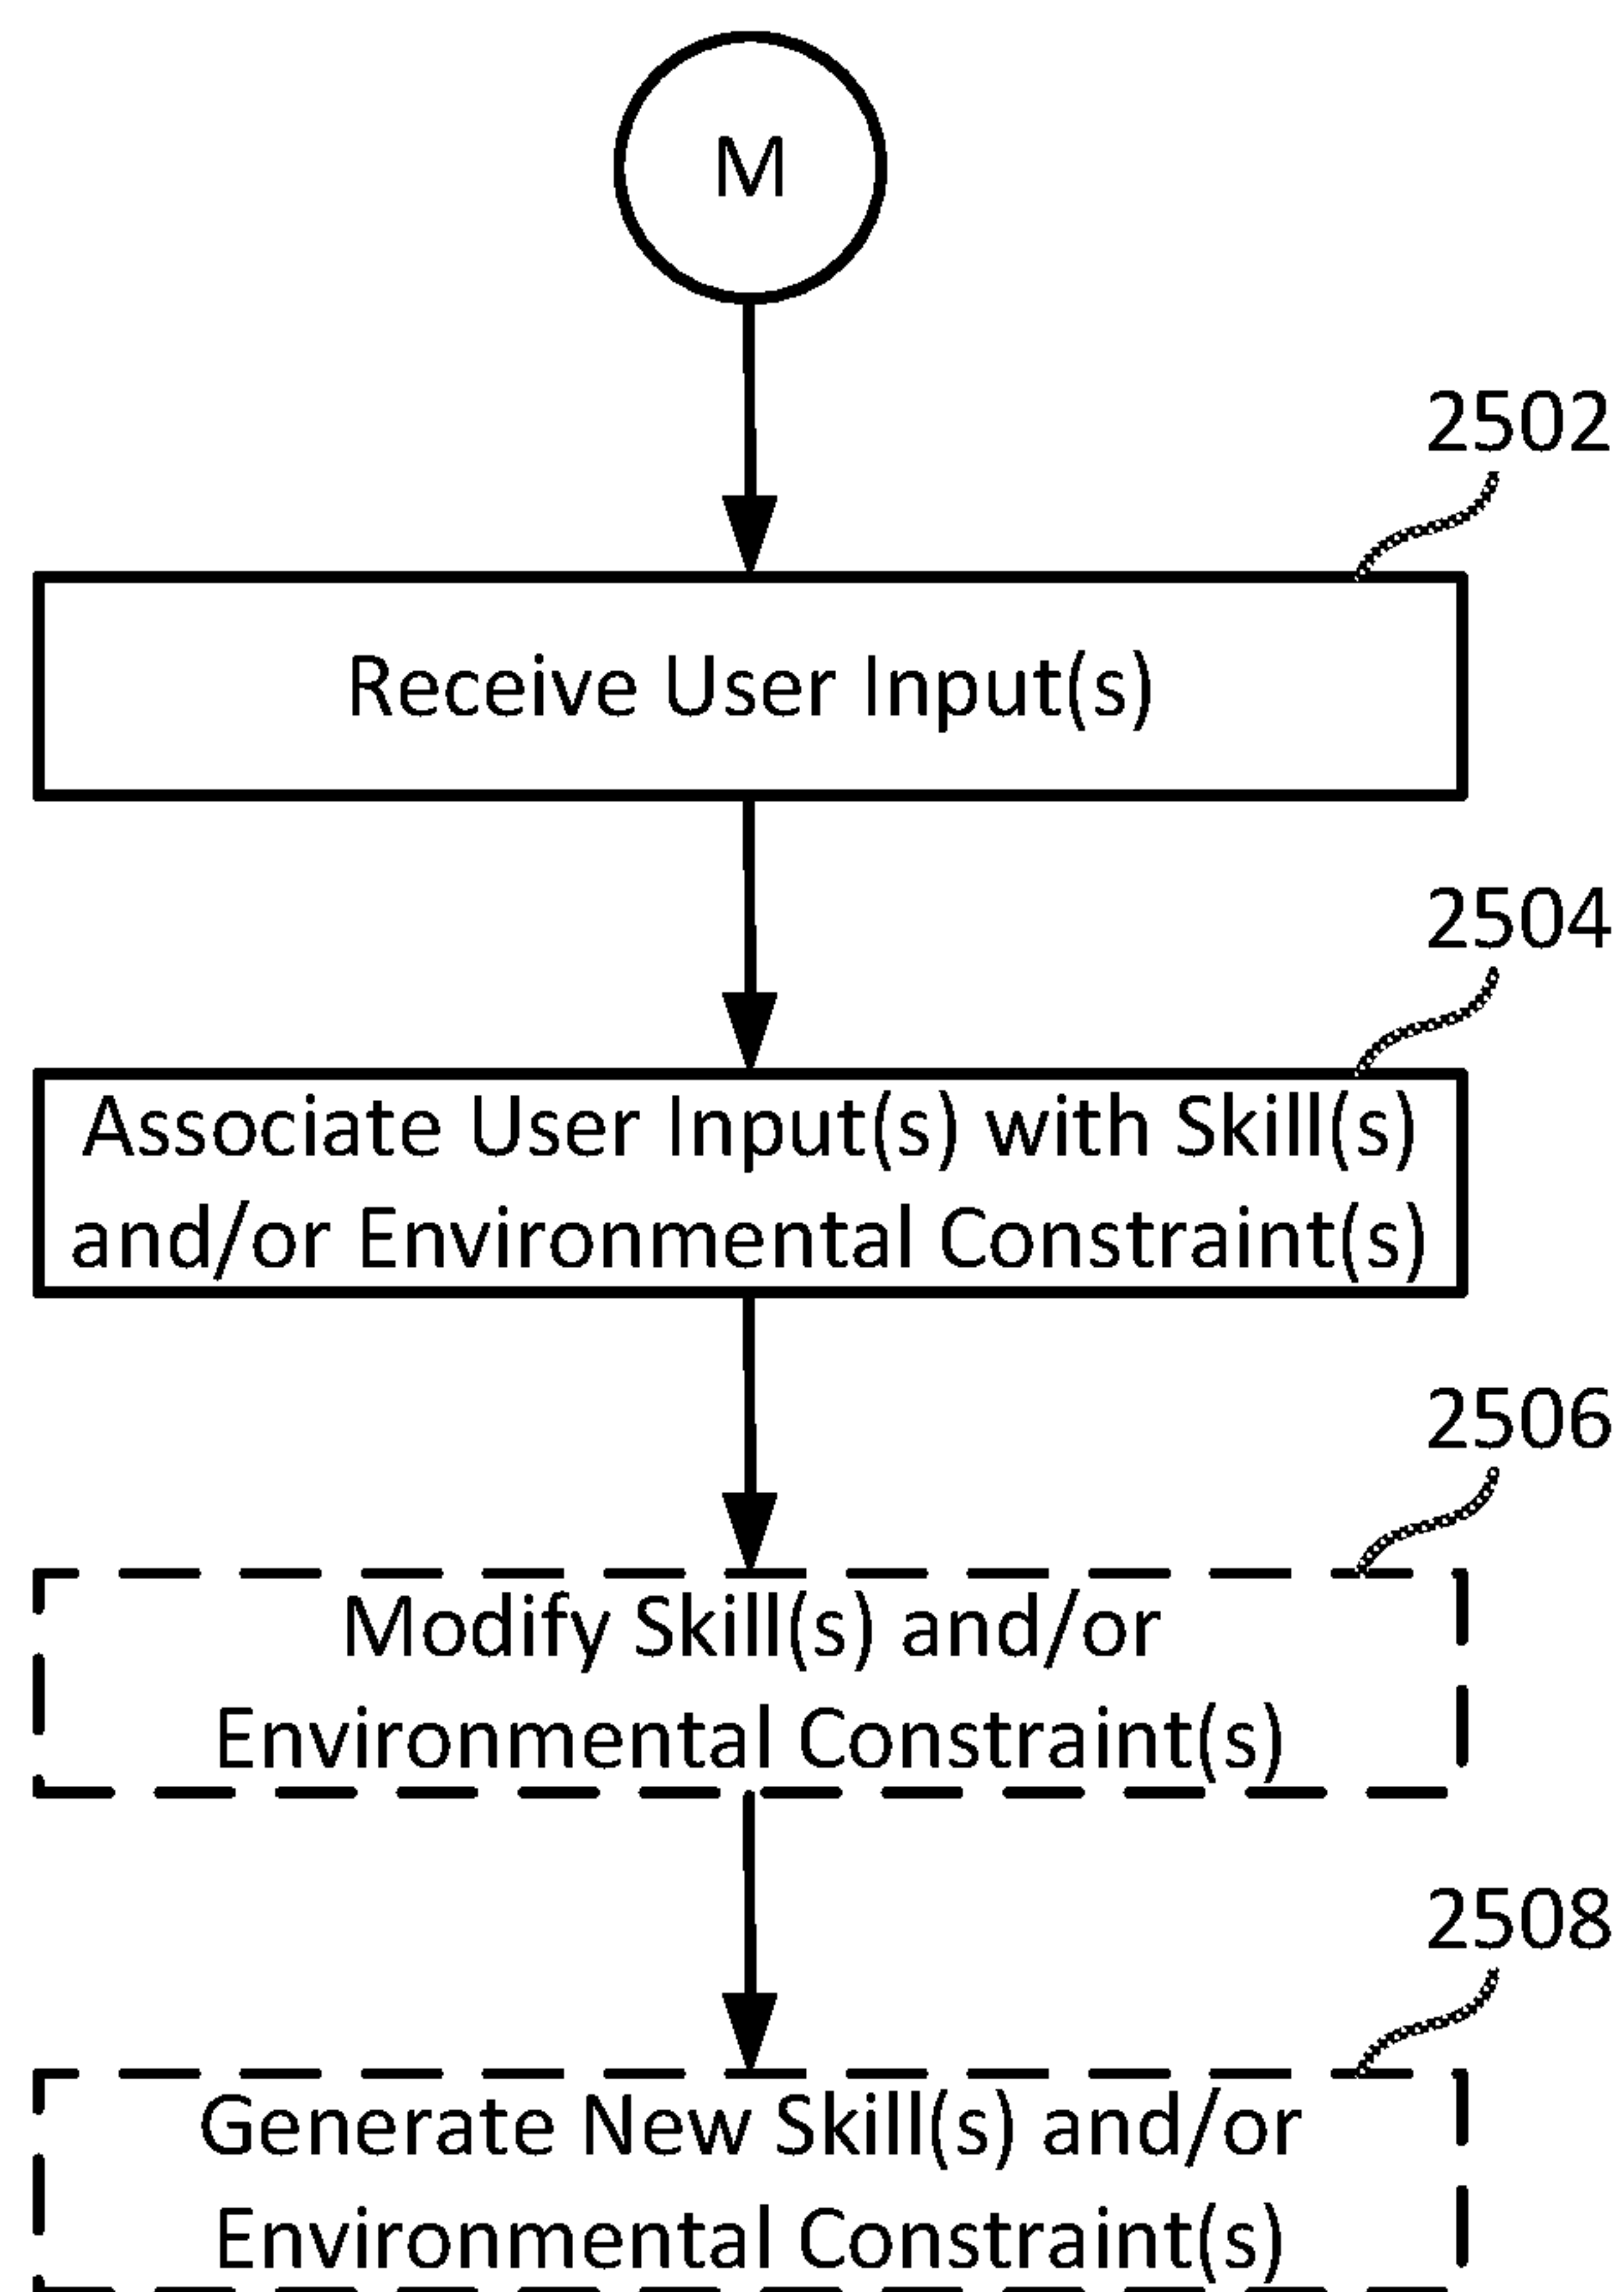 M
2502
Receive User Input(s)
2504
Associate User Input(s) with Skill(s)
and/or Environmental Constraint(s)
2506
Modify Skill(s) and/or
Environmental Constraint(s)
2508
Generate New Skill(s) and/or
Environmental Constraint(s)